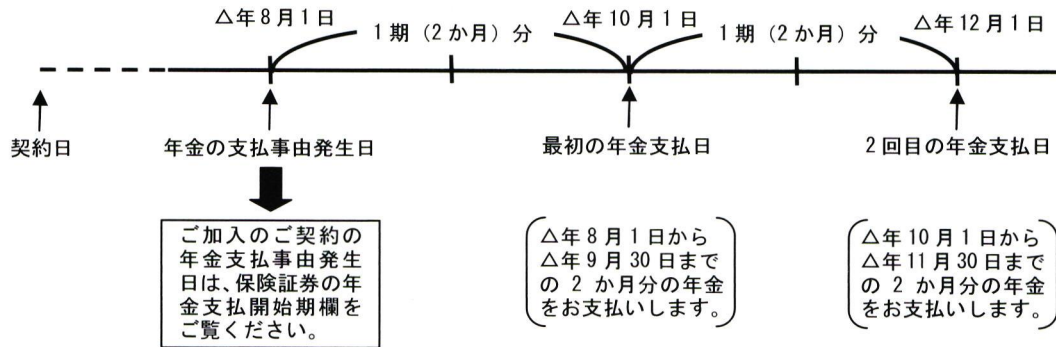 △年8月1日
1期（2か月）分
△年10月1日
1期（2か月）分
△年12月1日
契約日
年金の支払事由発生日
最初の年金支払日
2回目の年金支払日
ご加入のご契約の
年金支払事由発生
日は、保険証券の年
金支払開始期欄を
ご覧ください。
△年8月1日から
△年9月30日まで
の2か月分の年金
をお支払いします。
△年10月1日から
△年11月30日まで
の2か月分の年金
をお支払いします。